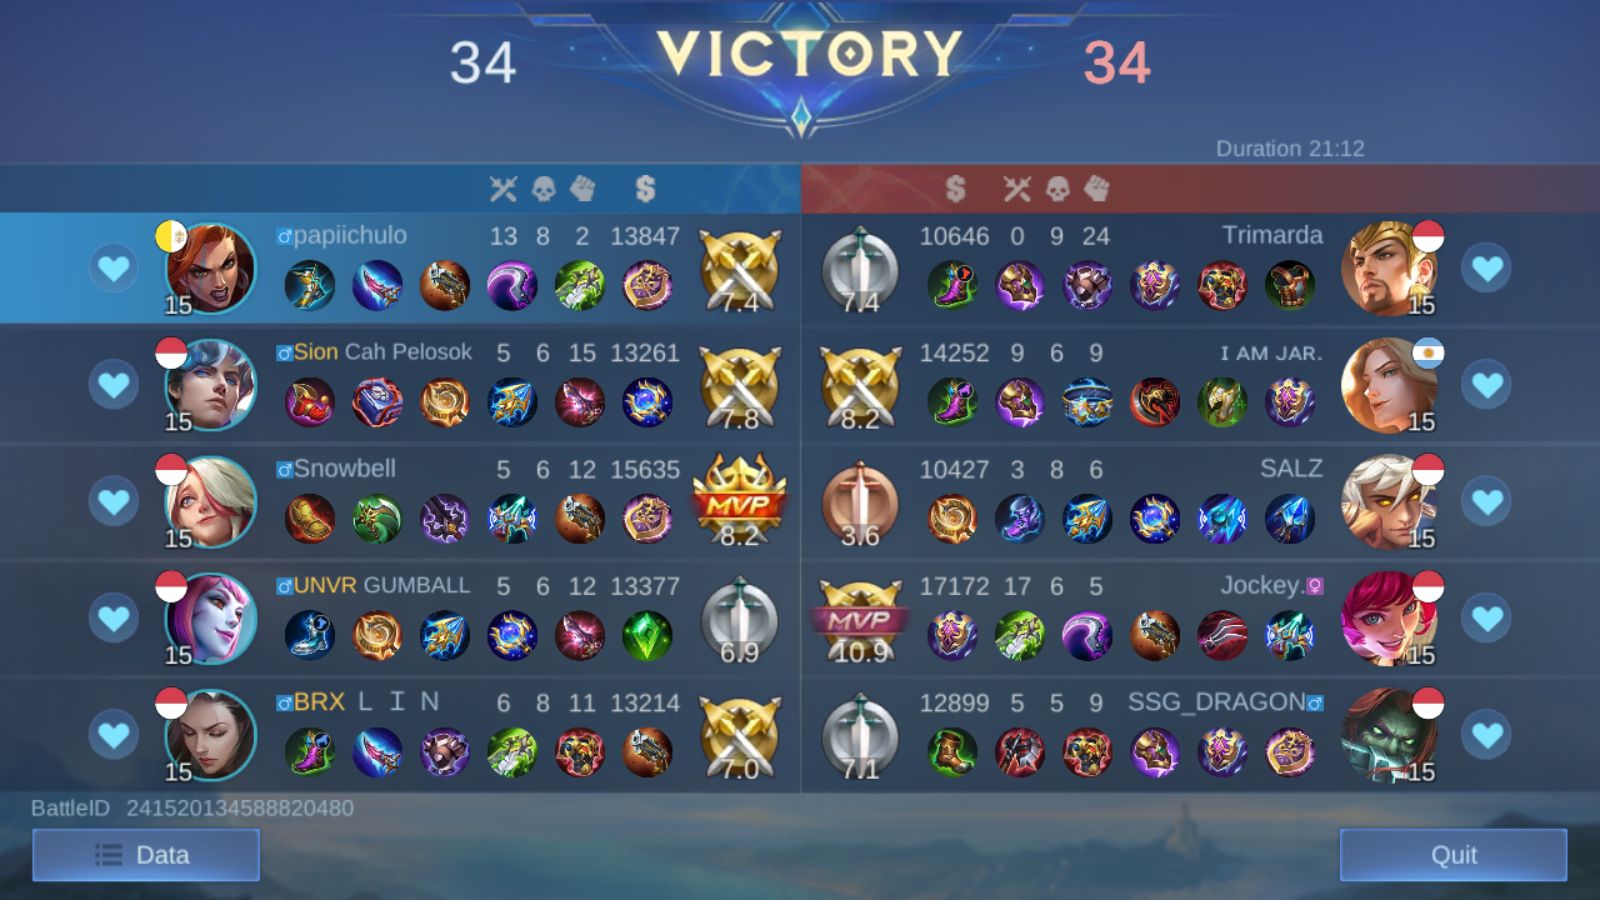 34 VICTORY 34
Duration 21:12
papiichulo 13 8 2 13847
15 7.4
Sion Cah Pelosok 5 6 15 13261
15 7.8
Snowbell 5 6 12 15635
15 MVP 8.2
UNVR GUMBALL 5 6 12 13377
15 6.9
BRX L I N 6 8 11 13214
15 7.0
10646 0 9 24 Trimarda
7.4 15
14252 9 6 9 I AM JAR.
8.2 15
10427 3 8 6 SALZ
3.6 15
17172 17 6 5 Jockey.
MVP 10.9 15
12899 5 5 9 SSG_DRAGON
7.1 15
BattleID 241520134588820480
Data
Quit